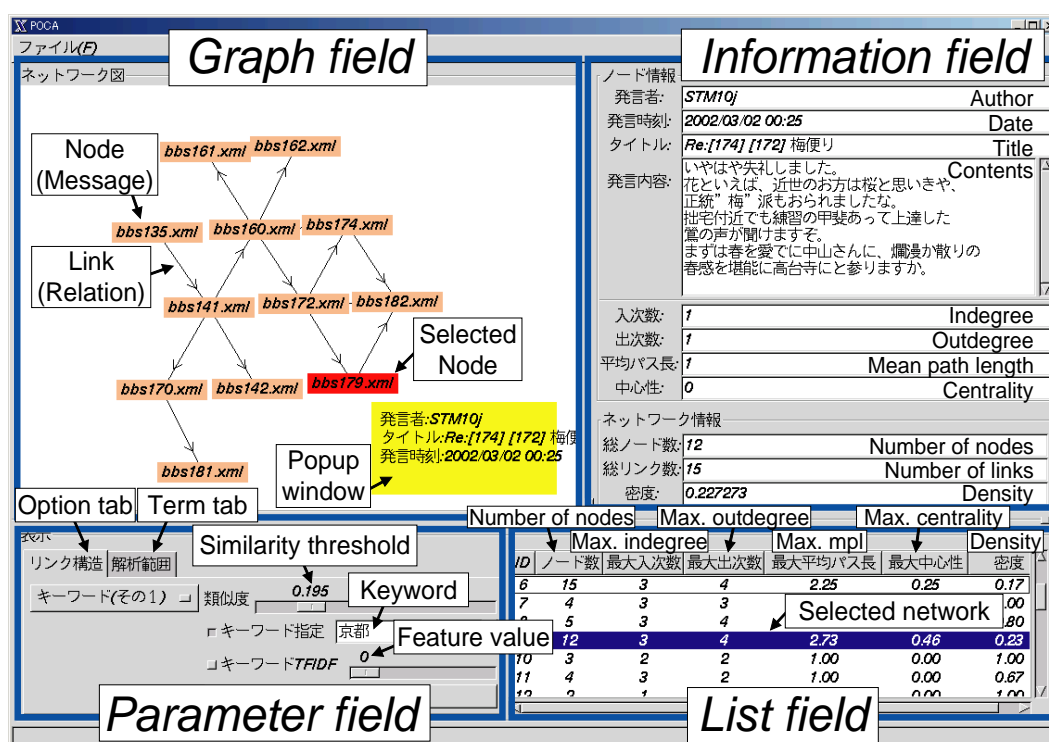 POCA
ファイル(F)
Graph field
Information field
ネットワーク図
Node
(Message)
bbs161.xml
bbs162.xml
bbs135.xml
bbs160.xml
bbs174.xml
Link
(Relation)
bbs141.xml
bbs172.xml
bbs182.xml
Selected
Node
bbs170.xml
bbs142.xml
bbs179.xml
発言者:STM10j
タイトル:Re:[174] [172] 梅便
発言時刻:2002/03/02 00:25
bbs181.xml
Popup
window
ノード情報
発言者: STM10j Author
発言時刻: 2002/03/02 00:25 Date
タイトル: Re:[174] [172] 梅便り Title
発言内容: Contents
いやはや失礼しました。
花といえば、近世のお方は桜と思いきや、
正統”梅”派もおられましたな。
拙宅付近でも練習の甲斐あって上達した
鶯の声が聞けますぞ。
まずは春を愛でに中山さんに、爛漫か散りの
春感を堪能に高台寺にと参りますか。
入次数: 1 Indegree
出次数: 1 Outdegree
平均パス長: 1 Mean path length
中心性: 0 Centrality
ネットワーク情報
総ノード数: 12 Number of nodes
総リンク数: 15 Number of links
密度: 0.227273 Density
Option tab
Term tab
表示
リンク構造 解析範囲
Similarity threshold
キーワード(その1) 類似度 0.195
Keyword
キーワード指定 京都
Feature value
キーワードTFIDF 0
Parameter field
Number of nodes Max. outdegree Max. centrality
Max. indegree Max. mpl Density
ID ノード数 最大入次数 最大出次数 最大平均パス長 最大中心性 密度
6 15 3 4 2.25 0.25 0.17
7 4 3 3 .00
5 3 4 .80
Selected network
12 3 4 2.73 0.46 0.23
10 3 2 2 1.00 0.00 1.00
11 4 3 2 1.00 0.00 0.67
12 2 1 0.00 1.00
List field